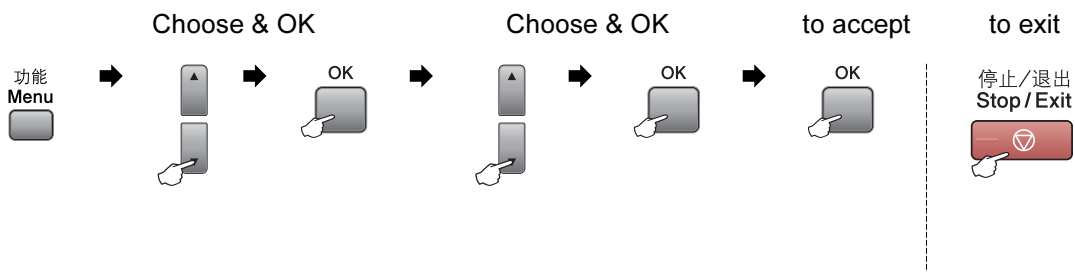 Choose & OK
Choose & OK
to accept
to exit
功能
Menu
OK
OK
OK
停止/退出
Stop / Exit